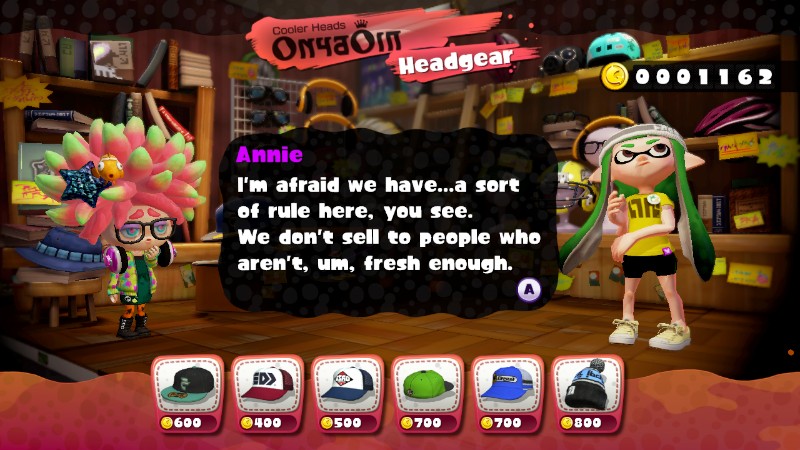 Cooler Heads
Headgear
0001162
Annie
I'm afraid we have...a sort
of rule here, you see.
We don't sell to people who
aren't, um, fresh enough.
A
600
400
500
700
700
800